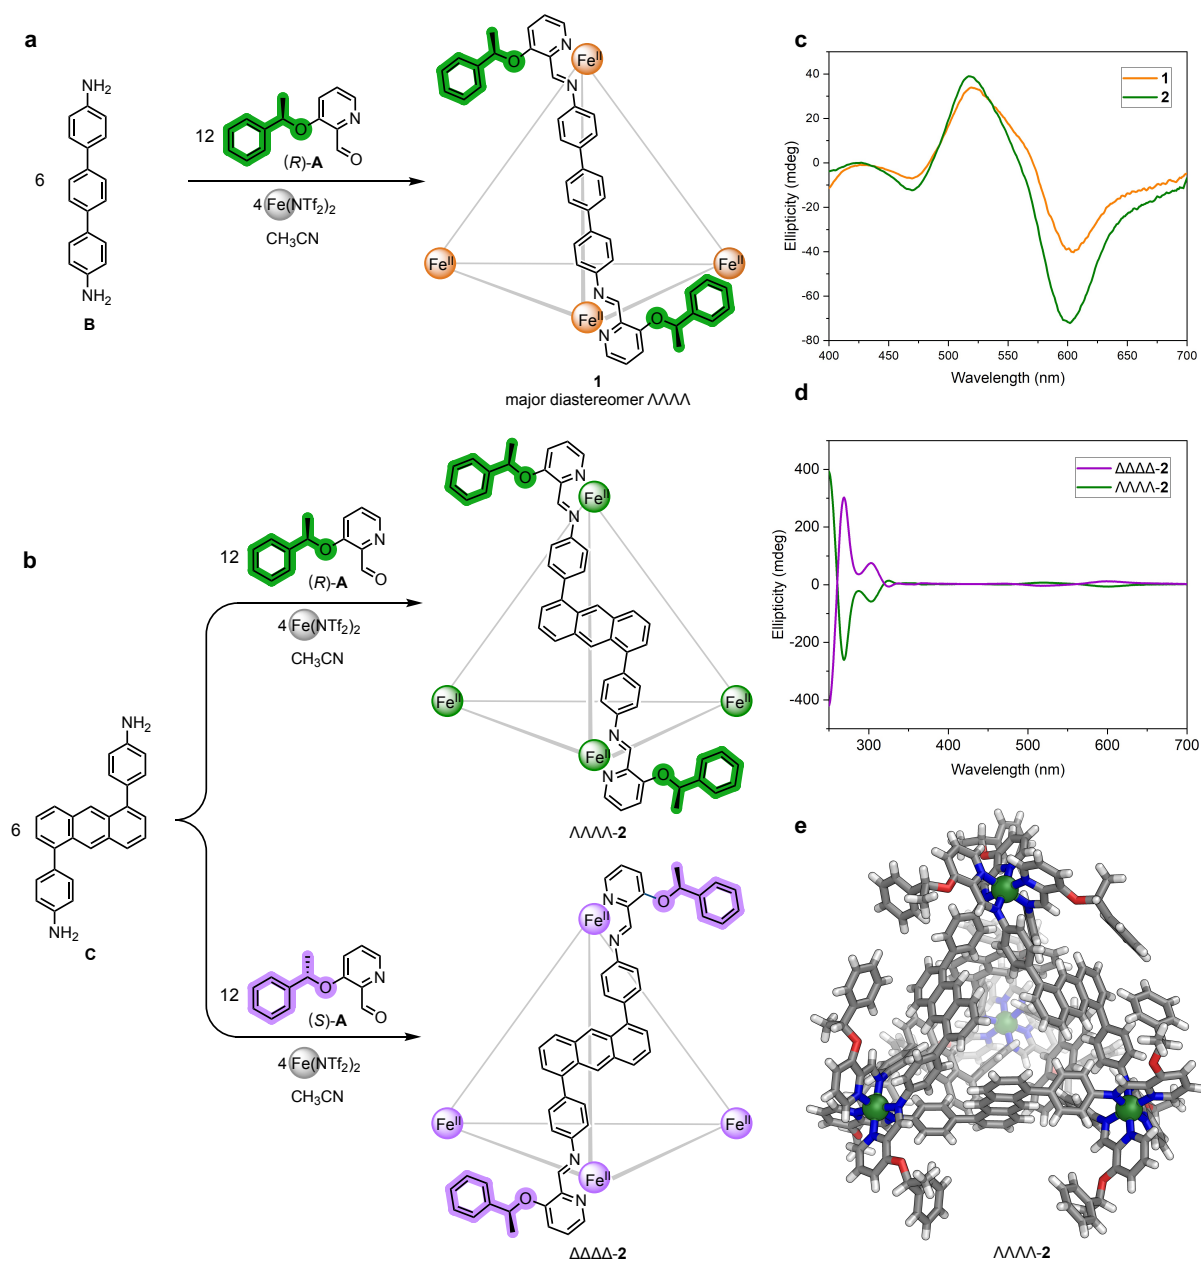 a
NH₂
6
NH₂
B
12
O
N
O
(R)-A
4 Fe(NTf₂)₂
CH₃CN
O
N
Feᴵᴵ
N
Feᴵᴵ
Feᴵᴵ
N
Feᴵᴵ
N
O
1
major diastereomer ΛΛΛΛ
c
Ellipticity (mdeg)
40
20
0
-20
-40
-60
-80
1
2
400 450 500 550 600 650 700
Wavelength (nm)
b
6
NH₂
NH₂
C
12
O
N
O
(R)-A
4 Fe(NTf₂)₂
CH₃CN
O
N
Feᴵᴵ
N
Feᴵᴵ
Feᴵᴵ
N
Feᴵᴵ
N
O
ΛΛΛΛ-2
12
O
N
O
(S)-A
4 Fe(NTf₂)₂
CH₃CN
N
O
Feᴵᴵ
N
Feᴵᴵ
Feᴵᴵ
N
Feᴵᴵ
O
N
ΔΔΔΔ-2
d
Ellipticity (mdeg)
400
200
0
-200
-400
ΔΔΔΔ-2
ΛΛΛΛ-2
300 400 500 600 700
Wavelength (nm)
e
ΛΛΛΛ-2